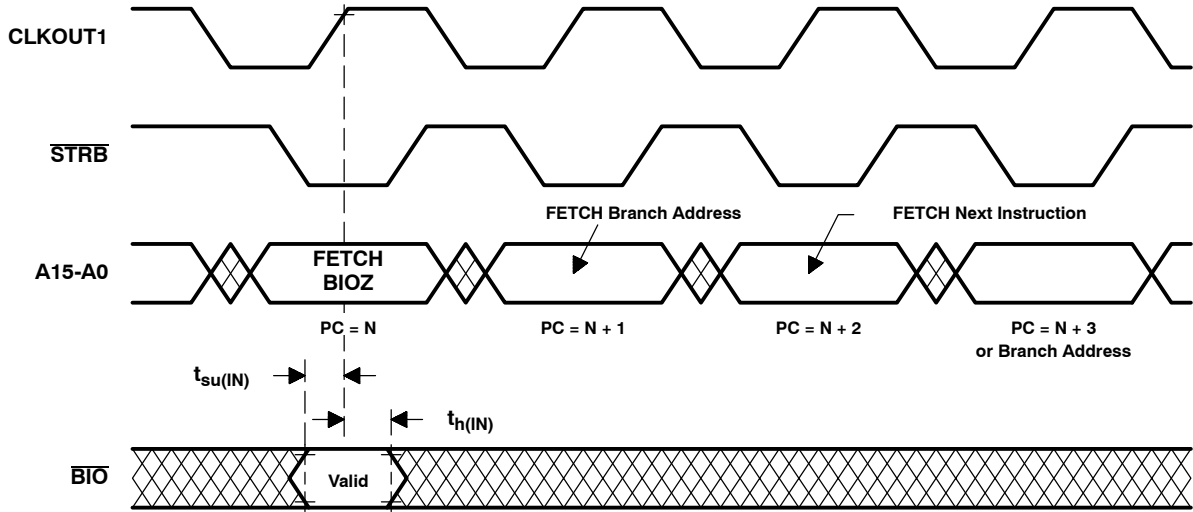 CLKOUT1
STRB
FETCH Branch Address
FETCH Next Instruction
A15-A0
FETCH
BIOZ
PC = N
PC = N + 1
PC = N + 2
PC = N + 3
or Branch Address
tsu(IN)
th(IN)
BIO
Valid